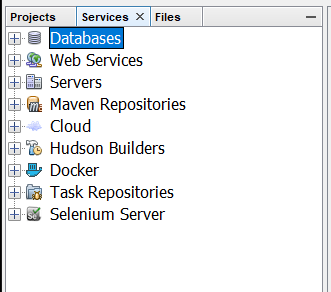 Projects Services Files
Databases
Web Services
Servers
Maven Repositories
Cloud
Hudson Builders
Docker
Task Repositories
Selenium Server